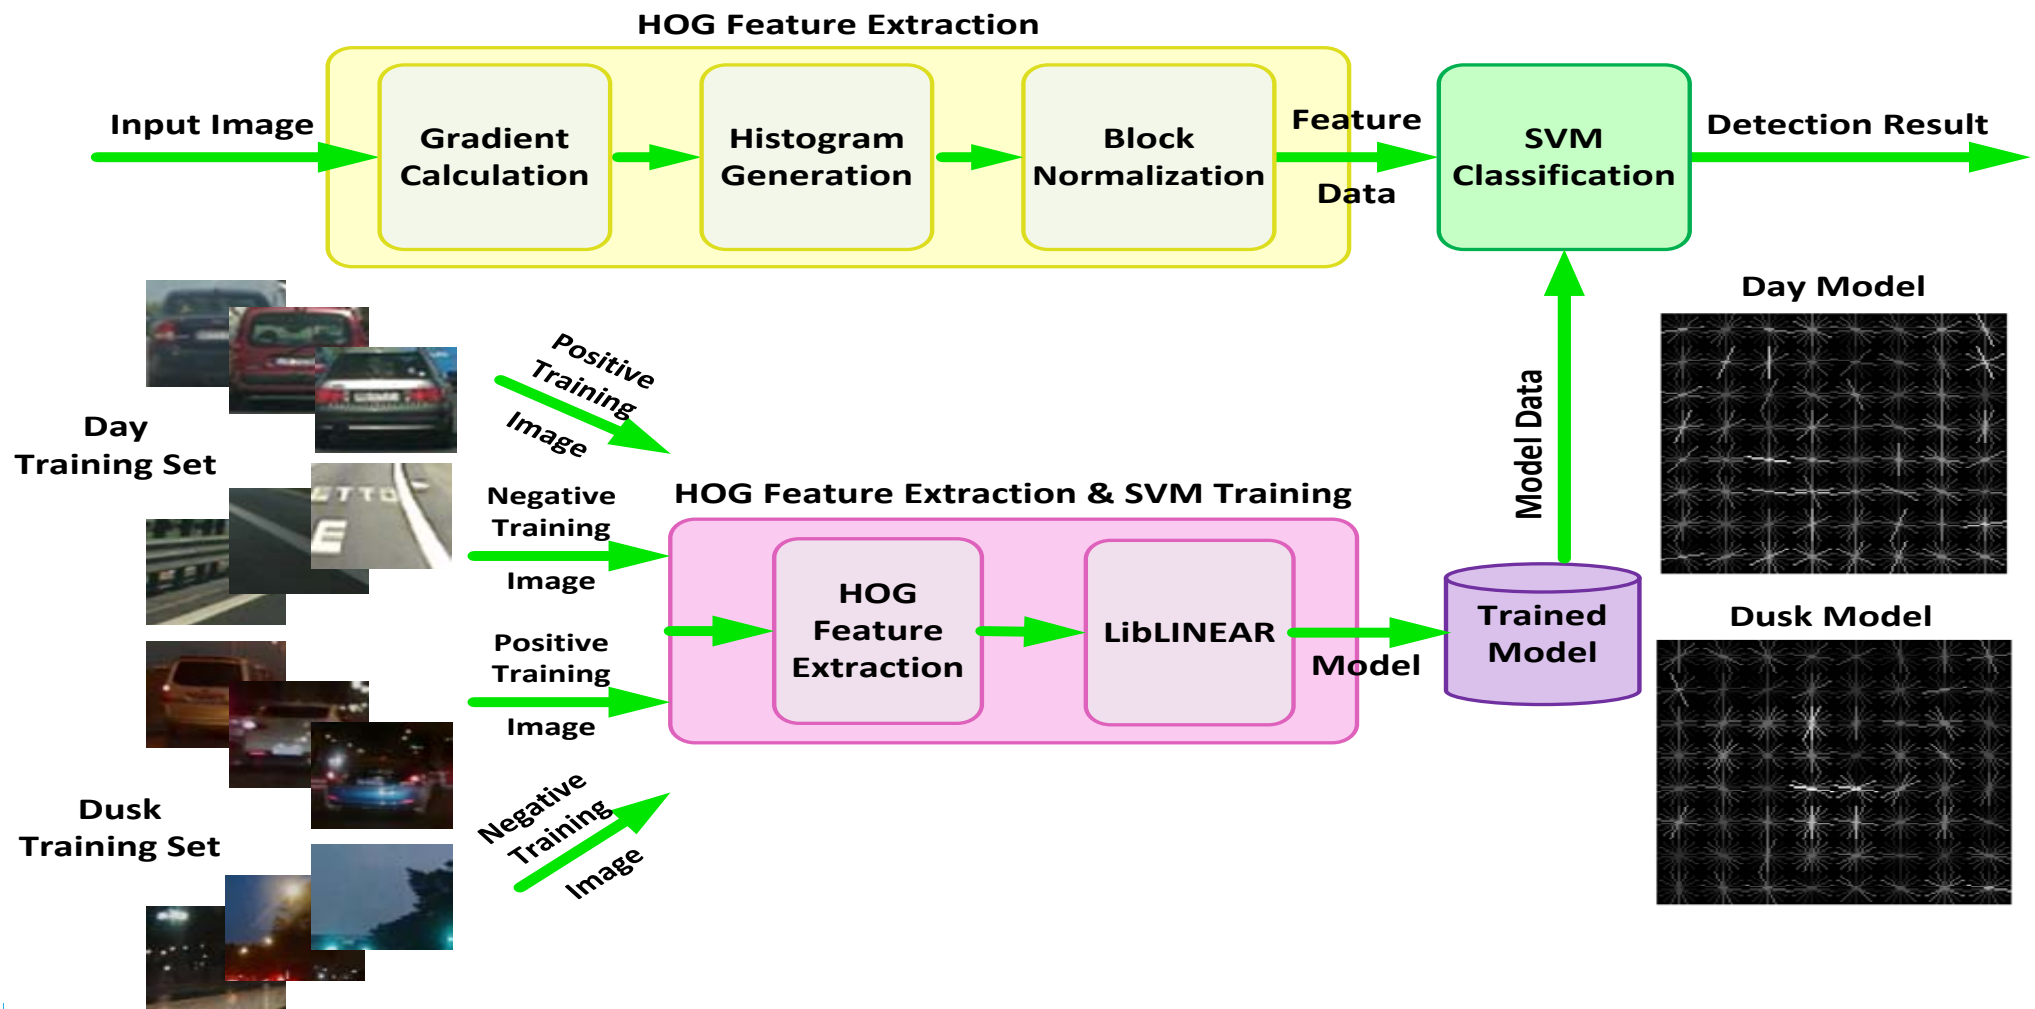 HOG Feature Extraction
Input Image
Gradient
Calculation
Histogram
Generation
Block
Normalization
Feature
Data
SVM
Classification
Detection Result
Day
Training Set
Positive
Training
Image
Negative
Training
Image
Positive
Training
Image
Negative
Training
Image
Dusk
Training Set
HOG Feature Extraction & SVM Training
HOG
Feature
Extraction
LibLINEAR
Model
Trained
Model
Model Data
Day Model
Dusk Model
E